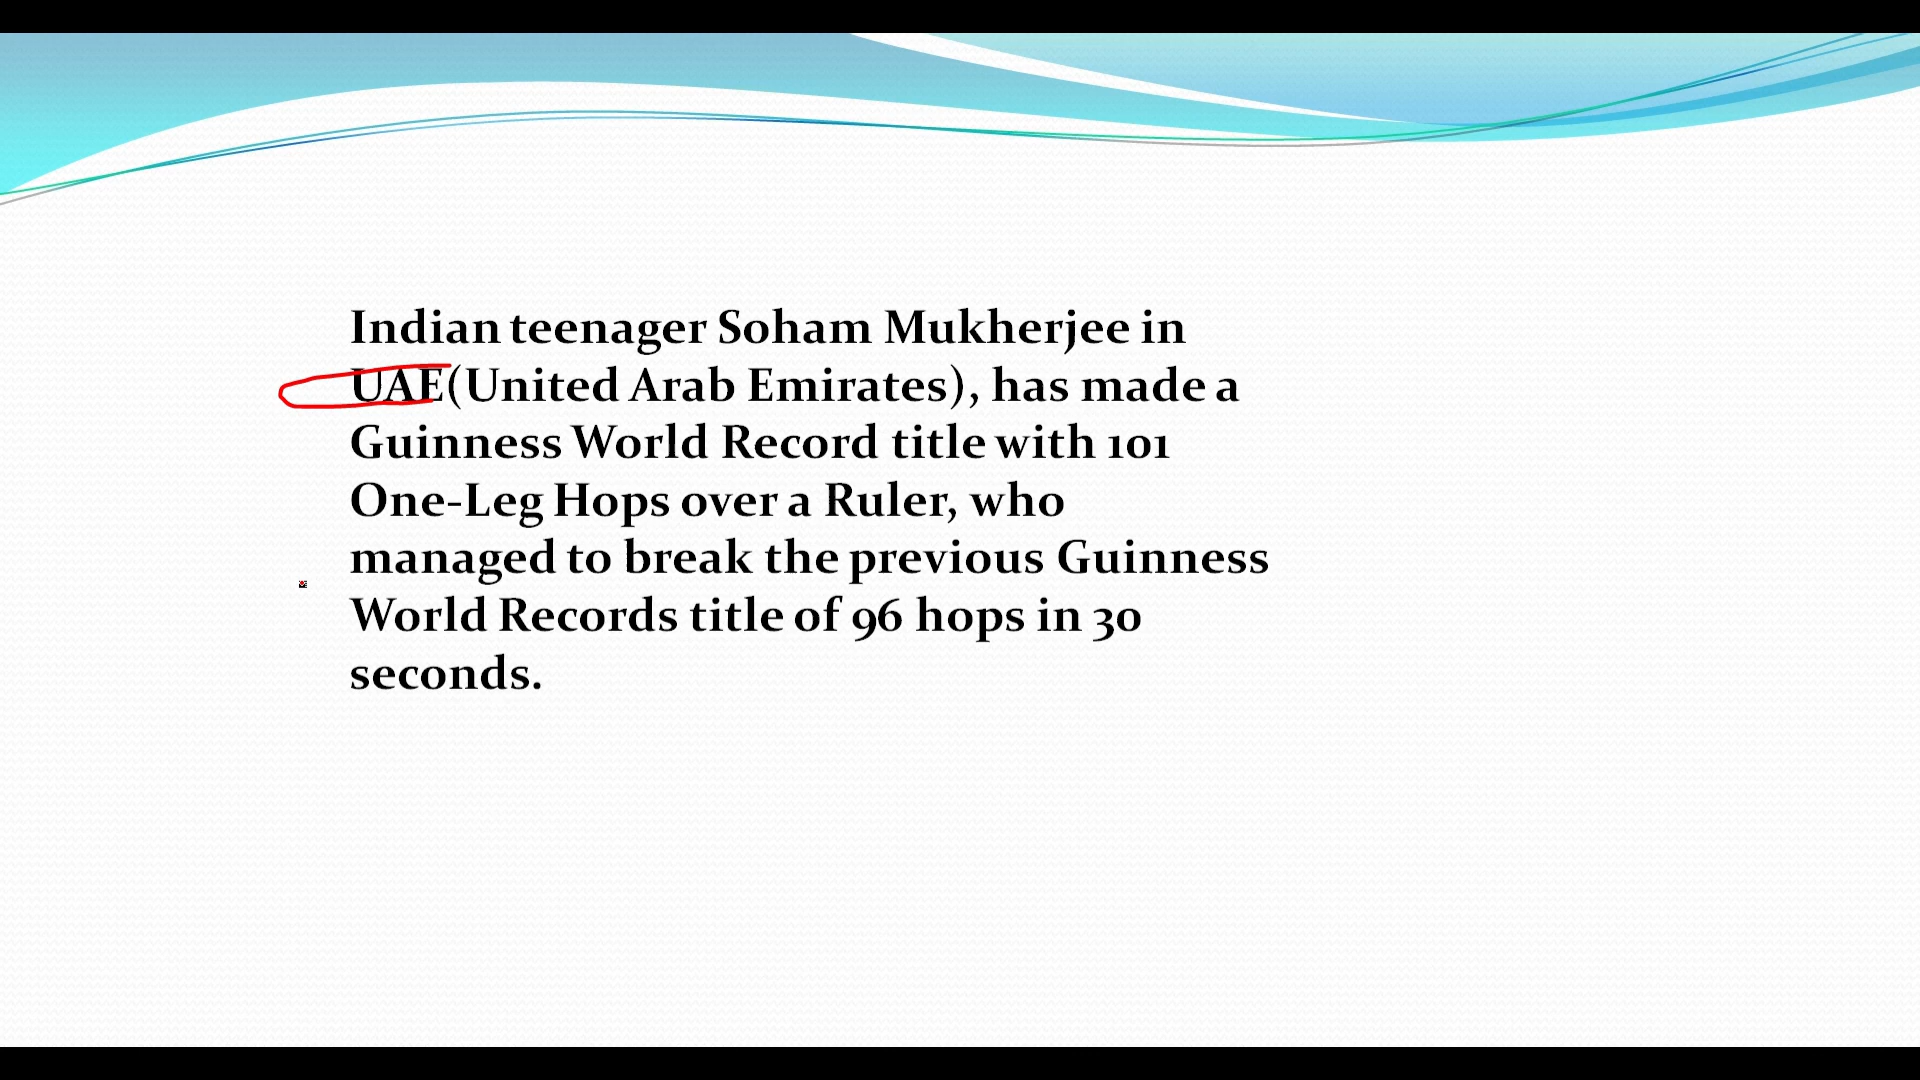 Indian teenager Soham Mukherjee in
UAE(United Arab Emirates), has made a
Guinness World Record title with 101
One-Leg Hops over a Ruler, who
managed to break the previous Guinness
World Records title of 96 hops in 30
seconds.